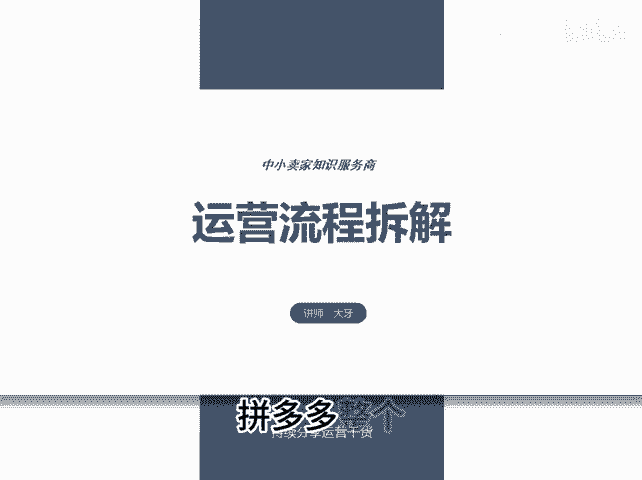 中小卖家知识服务商
运营流程拆解
讲师 大牙
拼多多整个
持续分享运营干货